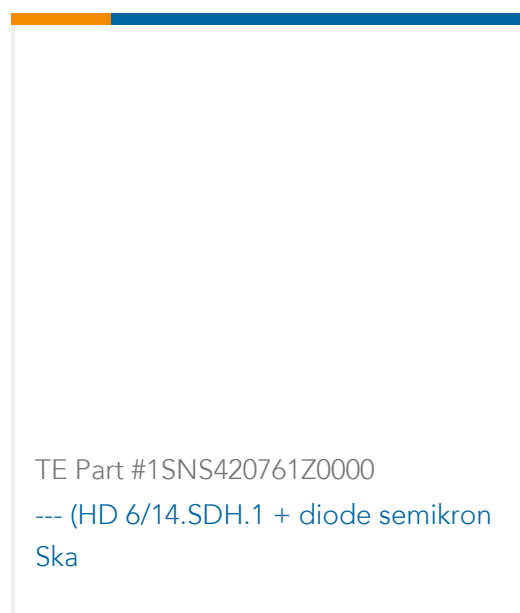 TE Part #1SNS420761Z0000
--- (HD 6/14.SDH.1 + diode semikron
Ska